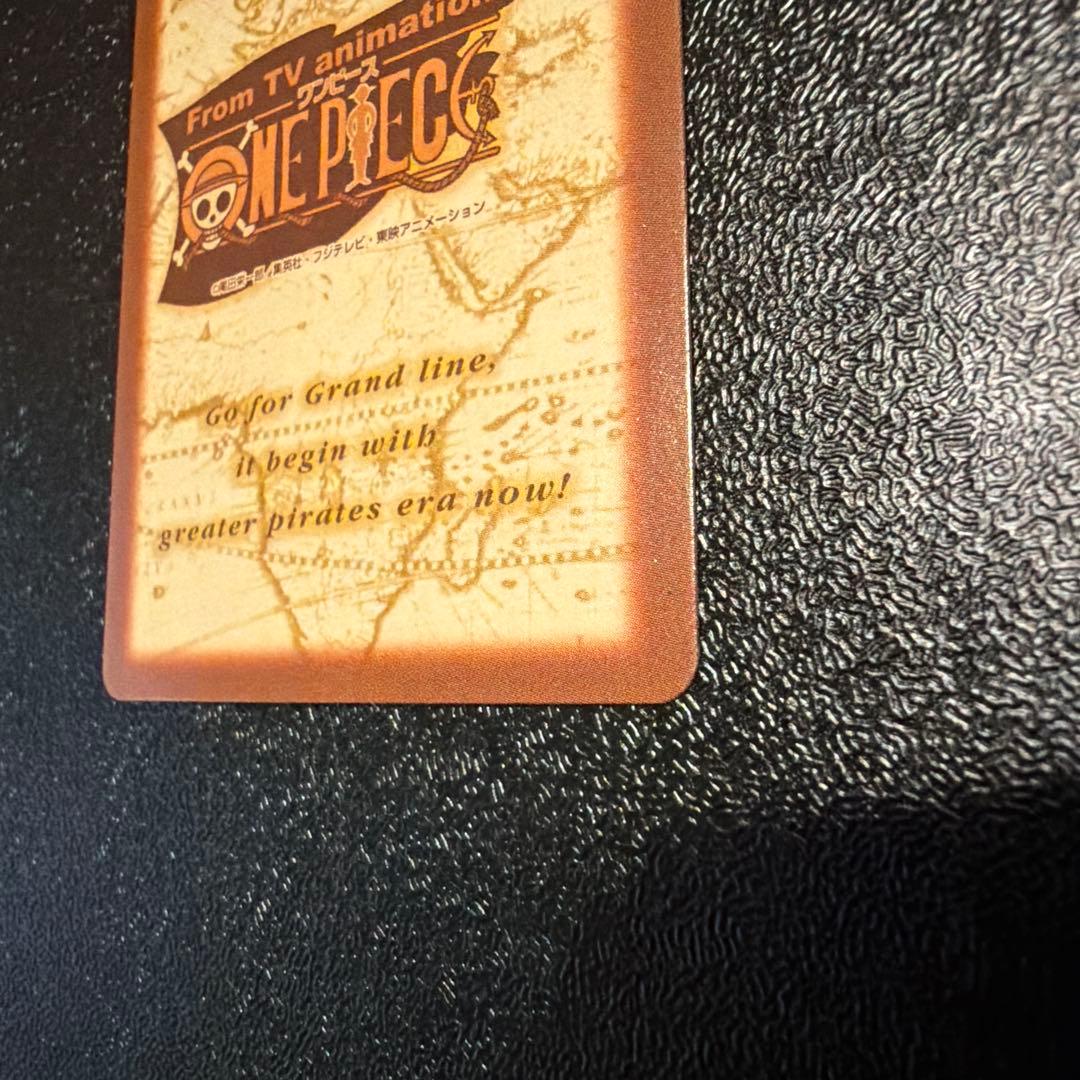 From TV animation
ワンピース
ONE PIECE
©尾田栄一郎/集英社・フジテレビ・東映アニメーション
Go for Grand line,
it begin with
greater pirates era now!
D